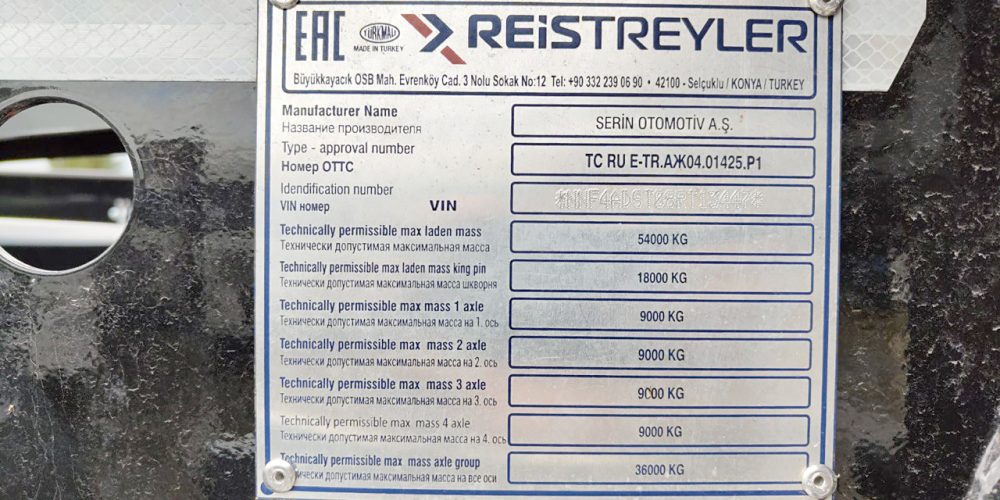 EAC TÜRKMALI MADE IN TURKEY REiSTREYLER
Büyükkayacık OSB Mah. Evrenköy Cad. 3 Nolu Sokak No:12 Tel: +90 332 239 06 90 • 42100 - Selçuklu / KONYA / TURKEY
Manufacturer Name
Название производителя
SERİN OTOMOTİV A.Ş.
Type - approval number
Номер ОТТС
TC RU E-TR.АЖ04.01425.P1
Identification number
VIN номер VIN
Technically permissible max laden mass
Технически допустимая максимальная масса
54000 KG
Technically permissible max laden mass king pin
Технически допустимая максимальная масса шкворня
18000 KG
Technically permissible max mass 1 axle
Технически допустимая максимальная масса на 1. ось
9000 KG
Technically permissible max mass 2 axle
Технически допустимая максимальная масса на 2. ось
9000 KG
Technically permissible max mass 3 axle
Технически допустимая максимальная масса на 3. ось
9000 KG
Technically permissible max mass 4 axle
Технически допустимая максимальная масса на 4. ось
9000 KG
Technically permissible max mass axle group
Технически допустимая максимальная масса на все оси
36000 KG